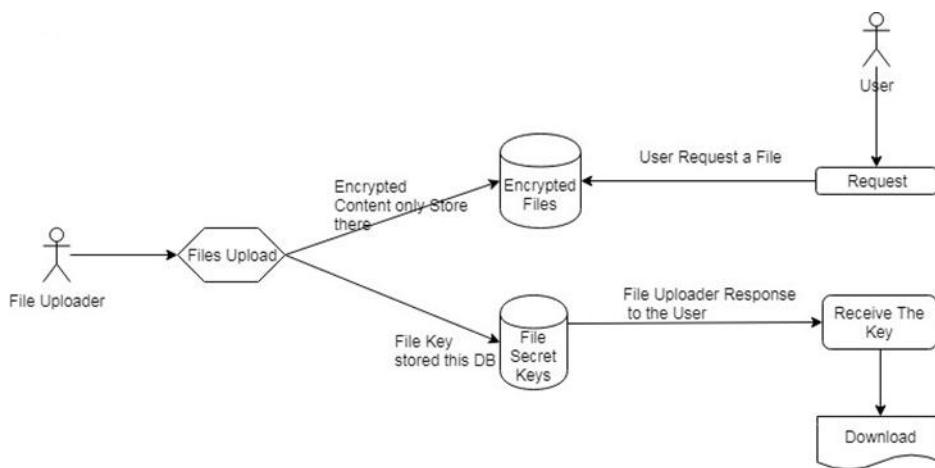 User
User Request a File
Request
Encrypted
Files
Encrypted
Content only Store
there
Files Upload
File Uploader
File Uploader Response
to the User
Receive The
Key
File Key
stored this DB
File
Secret
Keys
Download